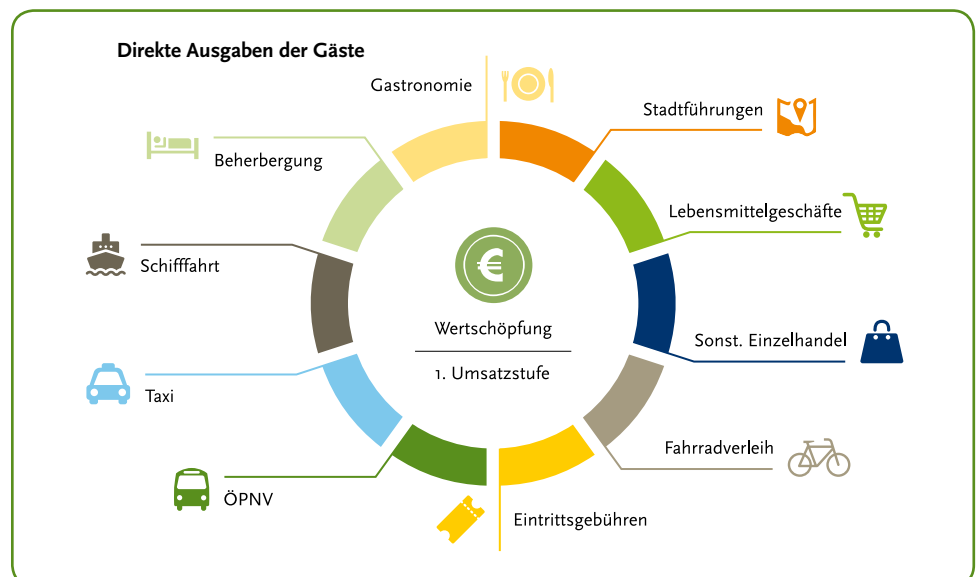 Direkte Ausgaben der Gäste
Gastronomie
Stadtführungen
Beherbergung
Lebensmittelgeschäfte
Schifffahrt
€
Wertschöpfung
1. Umsatzstufe
Sonst. Einzelhandel
Taxi
Fahrradverleih
ÖPNV
Eintrittsgebühren